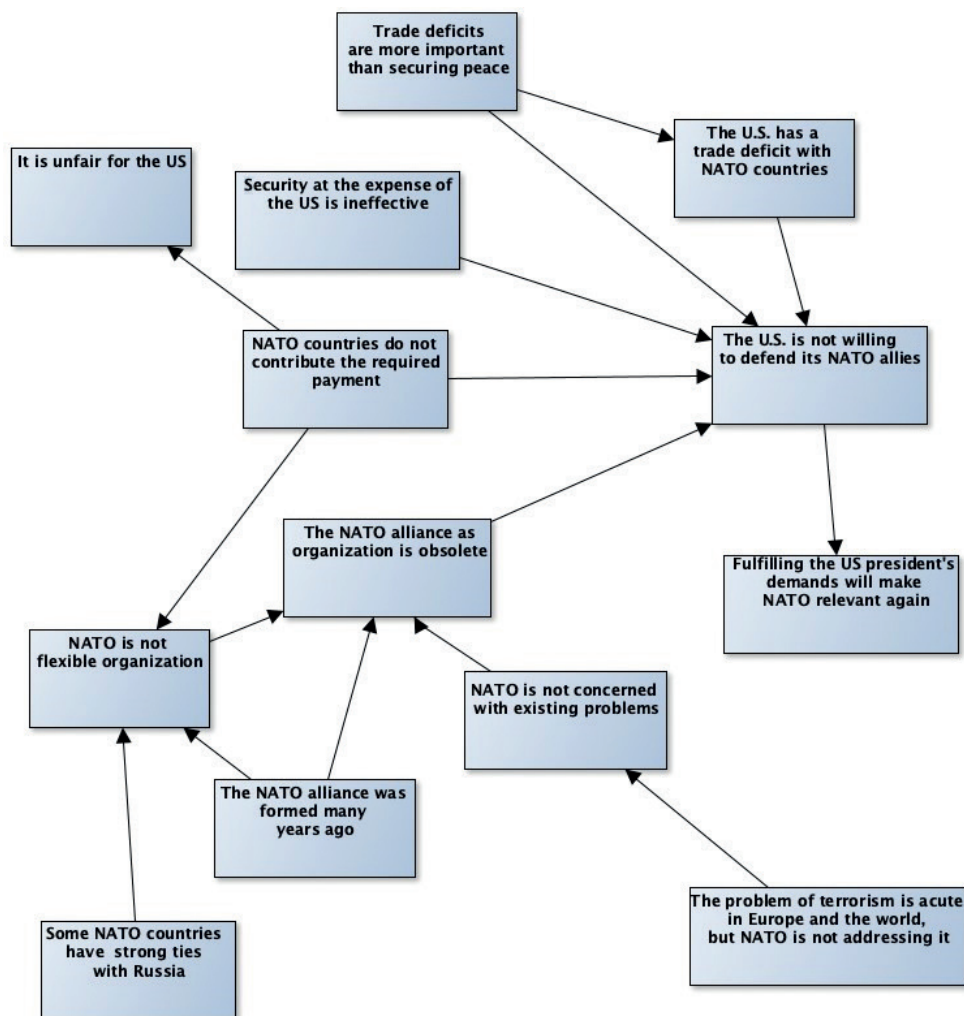 Trade deficits
are more important
than securing peace
The U.S. has a
trade deficit with
NATO countries
It is unfair for the US
Security at the expense of
the US is ineffective
NATO countries do not
contribute the required
payment
The U.S. is not willing
to defend its NATO allies
The NATO alliance as
organization is obsolete
Fulfilling the US president's
demands will make
NATO relevant again
NATO is not
flexible organization
NATO is not concerned
with existing problems
The NATO alliance was
formed many
years ago
The problem of terrorism is acute
in Europe and the world,
but NATO is not addressing it
Some NATO countries
have strong ties
with Russia